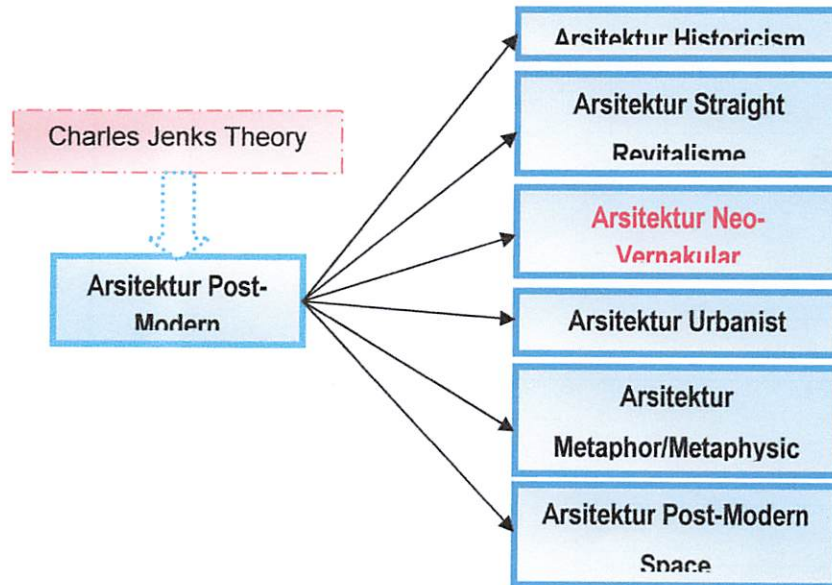 Charles Jenks Theory
Arsitektur Post-
Modern
Arsitektur Historicism
Arsitektur Straight
Revitalisme
Arsitektur Neo-
Vernakular
Arsitektur Urbanist
Arsitektur
Metaphor/Metaphysic
Arsitektur Post-Modern
Space